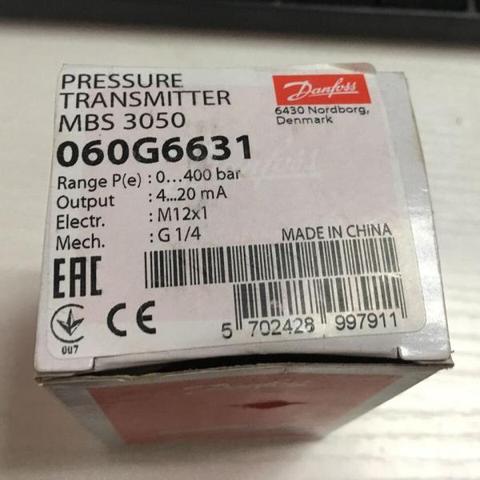 PRESSURE
TRANSMITTER
MBS 3050
060G6631
Range P(e) : 0...400 bar
Output : 4...20 mA
Electr. : M12x1
Mech. : G 1/4
Danfoss
6430 Nordborg,
Denmark
MADE IN CHINA
EAC
007
CE
5 702428 997911